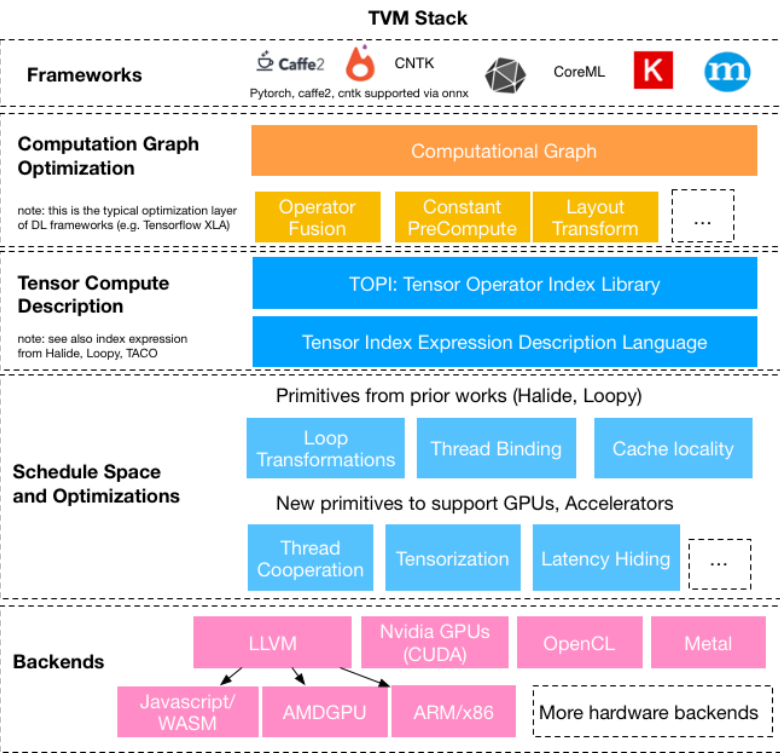 TVM Stack
Frameworks
Caffe2
CNTK
CoreML
K
m
Pytorch, caffe2, cntk supported via onnx
Computation Graph
Optimization
note: this is the typical optimization layer
of DL frameworks (e.g. Tensorflow XLA)
Computational Graph
Operator
Fusion
Constant
PreCompute
Layout
Transform
...
Tensor Compute
Description
note: see also index expression
from Halide, Loopy, TACO
TOPI: Tensor Operator Index Library
Tensor Index Expression Description Language
Schedule Space
and Optimizations
Primitives from prior works (Halide, Loopy)
Loop
Transformations
Thread Binding
Cache locality
New primitives to support GPUs, Accelerators
Thread
Cooperation
Tensorization
Latency Hiding
...
Backends
LLVM
Nvidia GPUs
(CUDA)
OpenCL
Metal
Javascript/
WASM
AMDGPU
ARM/x86
More hardware backends